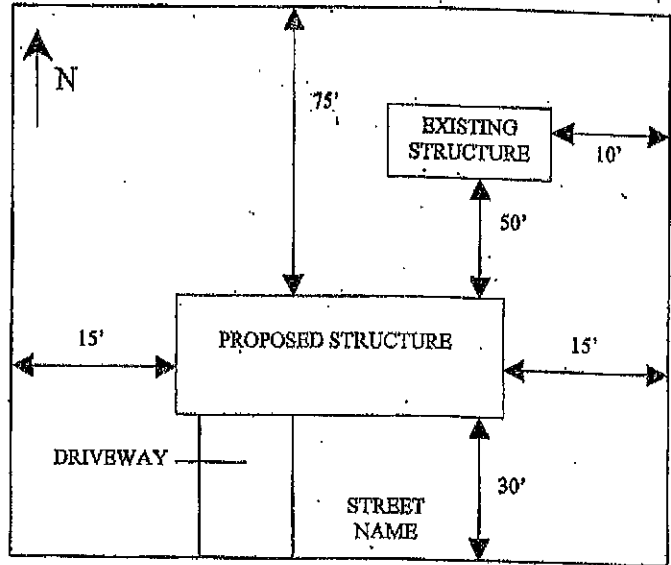 N
75'
EXISTING
STRUCTURE
10'
50'
PROPOSED STRUCTURE
15'
15'
DRIVEWAY
30'
STREET
NAME